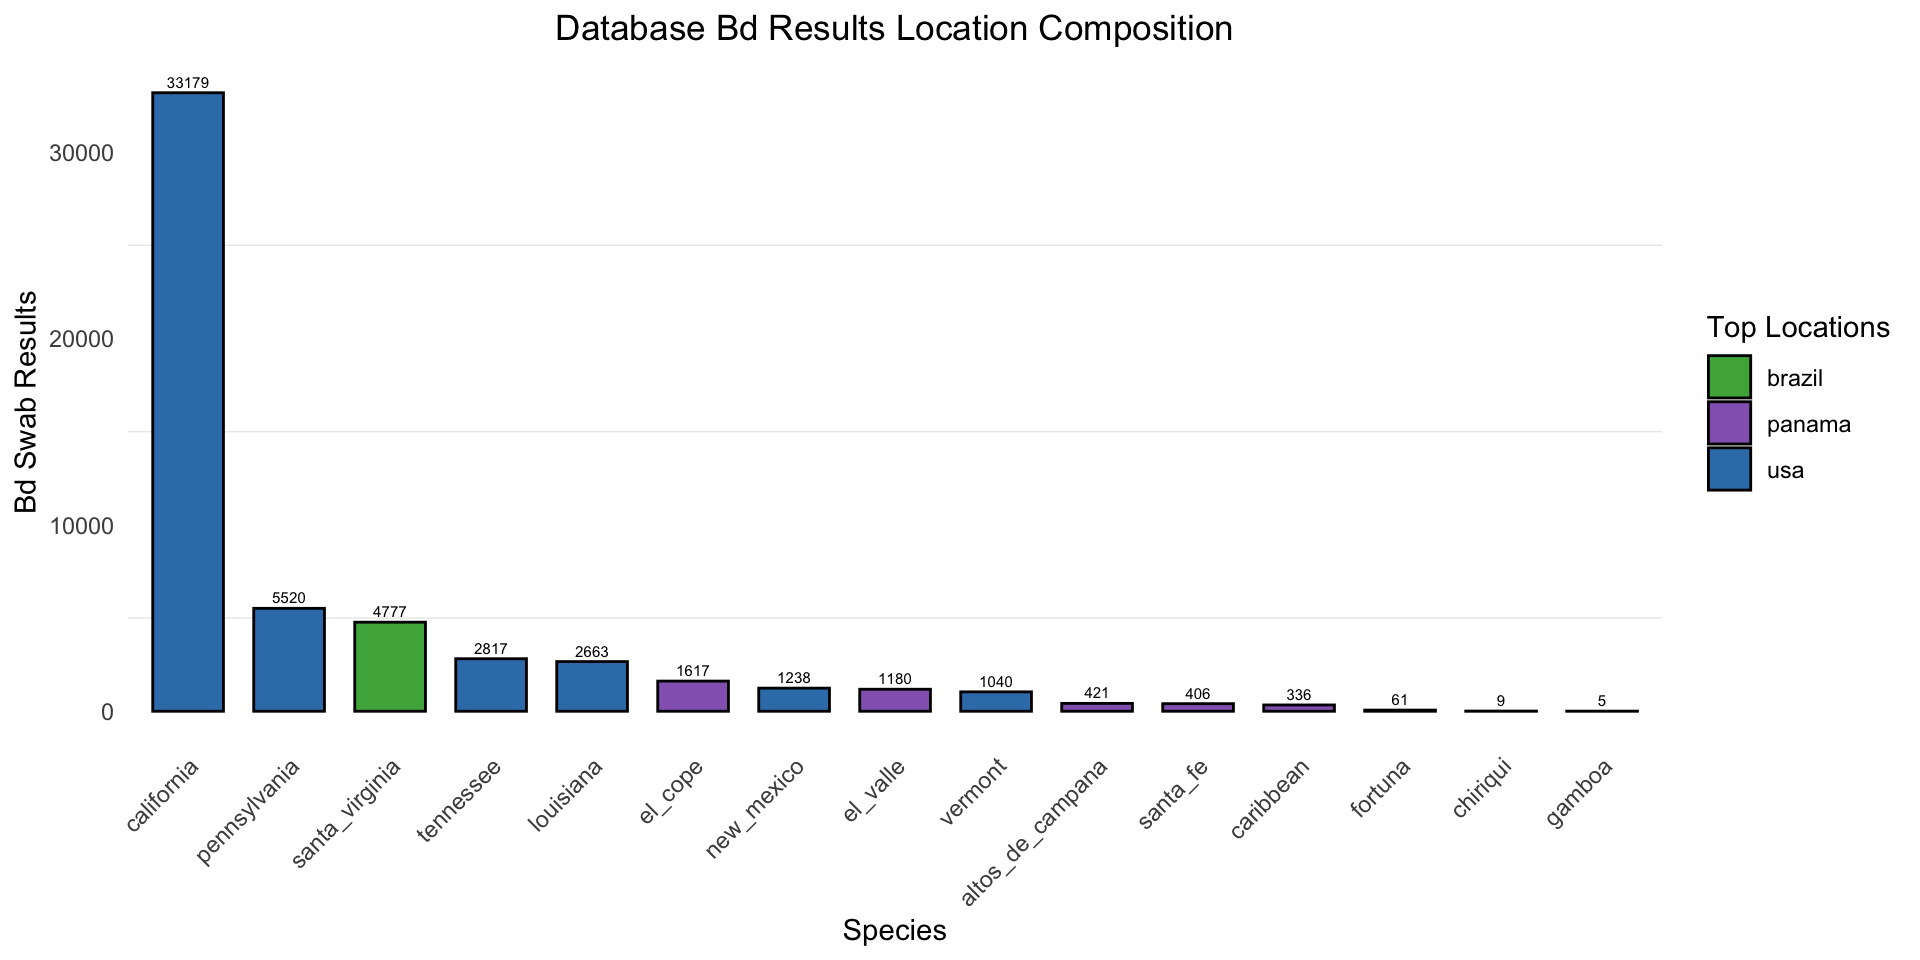 Database Bd Results Location Composition
Bd Swab Results
30000
20000
10000
0
33179
5520
4777
2817
2663
1617
1238
1180
1040
421
406
336
61
9
5
california
pennsylvania
santa_virginia
tennessee
louisiana
el_cope
new_mexico
el_valle
vermont
altos_de_campana
santa_fe
caribbean
fortuna
chiriqui
gamboa
Species
Top Locations
brazil
panama
usa